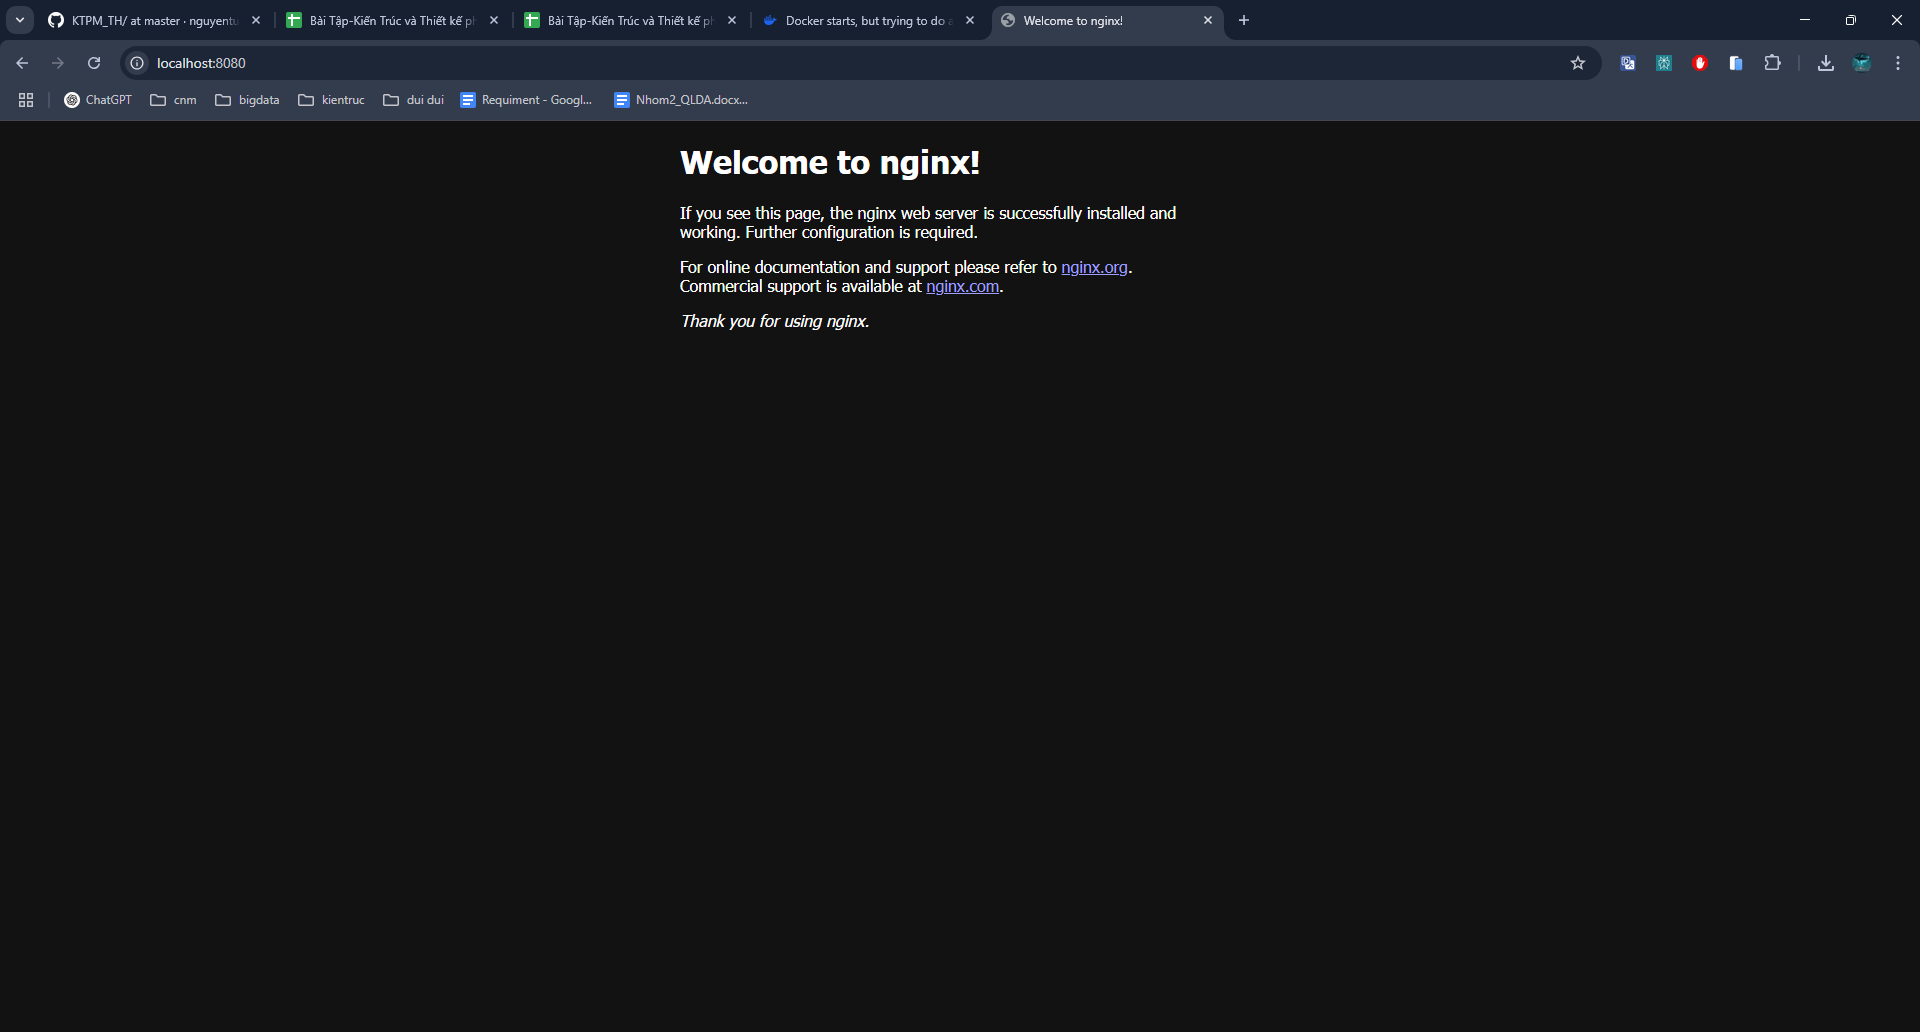 KTPM_TH/ at master · nguyentu
Bài Tập-Kiến Trúc và Thiết kế ph
Bài Tập-Kiến Trúc và Thiết kế ph
Docker starts, but trying to do a
Welcome to nginx!
localhost:8080
ChatGPT
cnm
bigdata
kientruc
dui dui
Requiment - Googl...
Nhom2_QLDA.docx...
Welcome to nginx!
If you see this page, the nginx web server is successfully installed and
working. Further configuration is required.
For online documentation and support please refer to nginx.org.
Commercial support is available at nginx.com.
Thank you for using nginx.